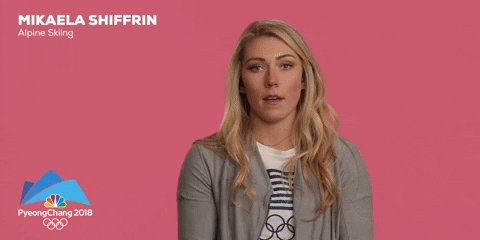 MIKAELA SHIFFRIN
Alpine Skiing
PyeongChang 2018